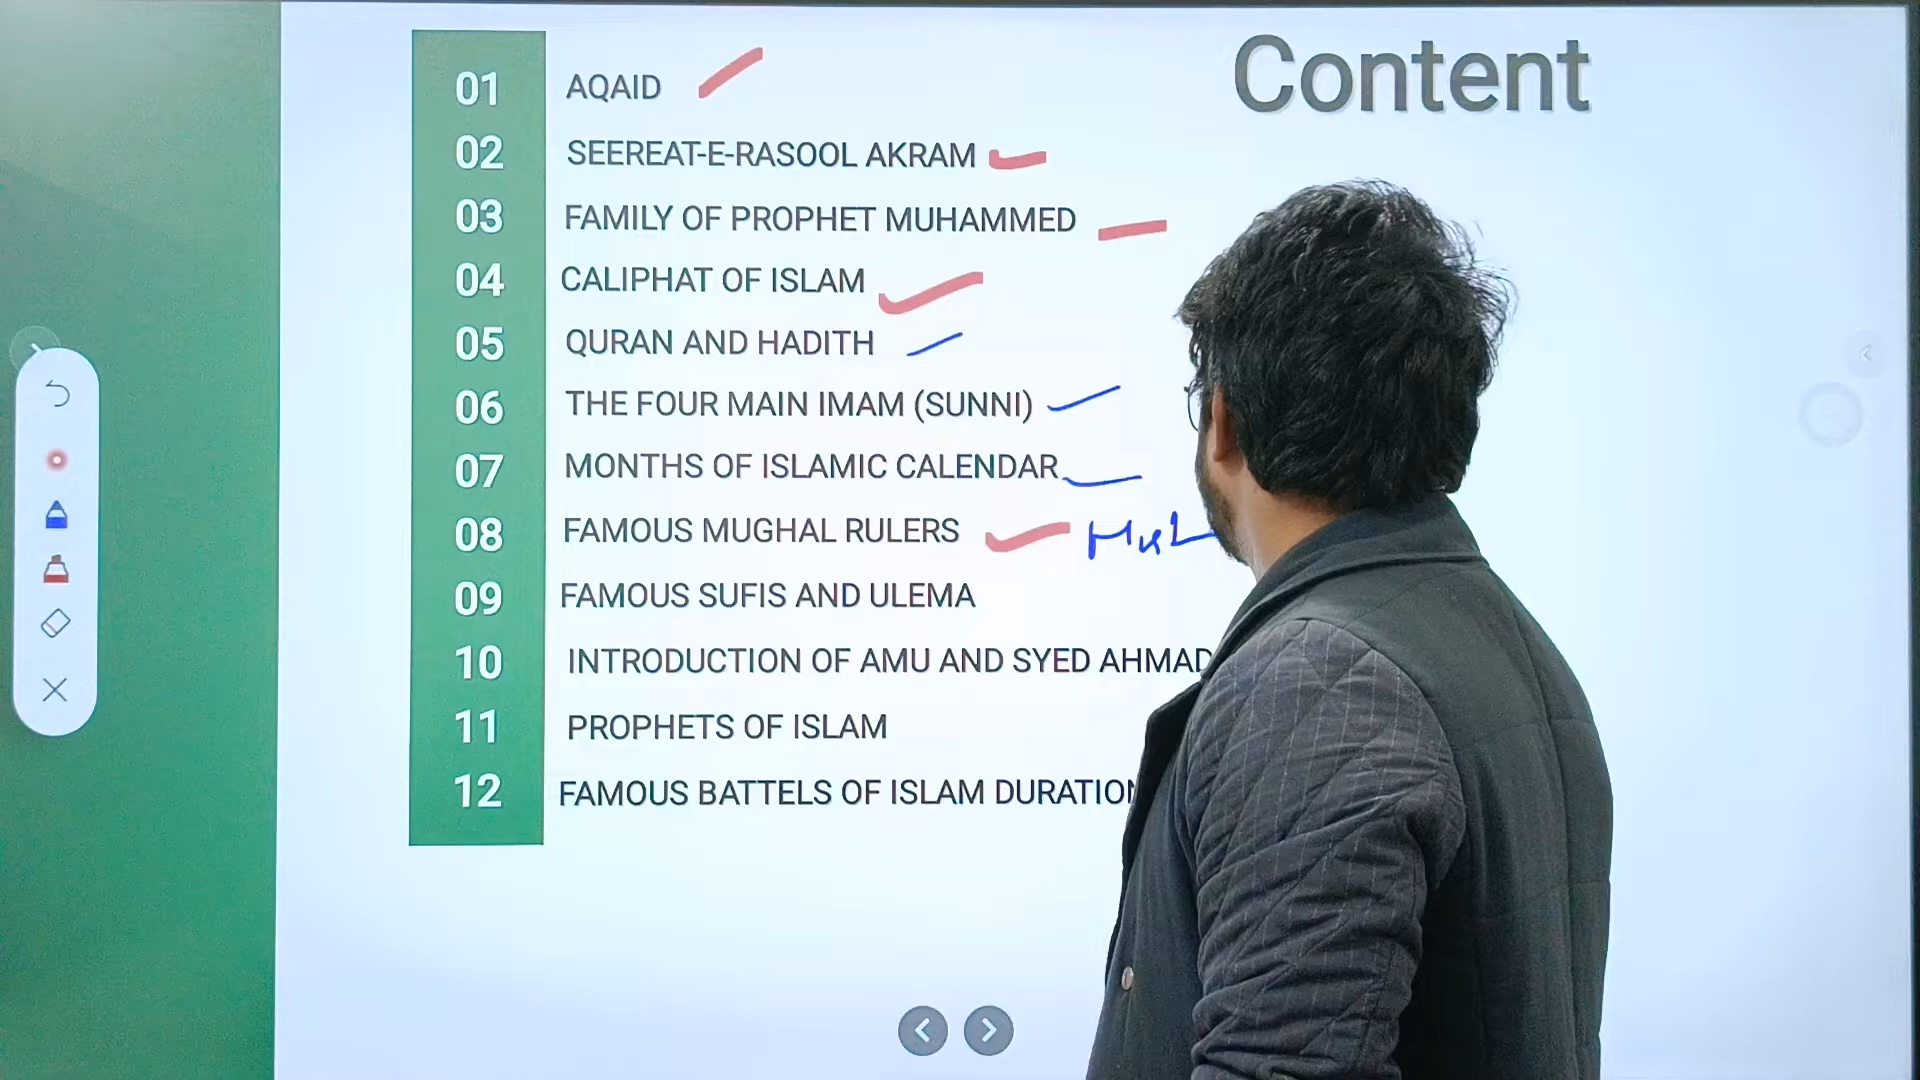 Content
01 AQAID
02 SEEREAT-E-RASOOL AKRAM
03 FAMILY OF PROPHET MUHAMMED
04 CALIPHAT OF ISLAM
05 QURAN AND HADITH
06 THE FOUR MAIN IMAM (SUNNI)
07 MONTHS OF ISLAMIC CALENDAR
08 FAMOUS MUGHAL RULERS
09 FAMOUS SUFIS AND ULEMA
10 INTRODUCTION OF AMU AND SYED AHMAD
11 PROPHETS OF ISLAM
12 FAMOUS BATTELS OF ISLAM DURATION